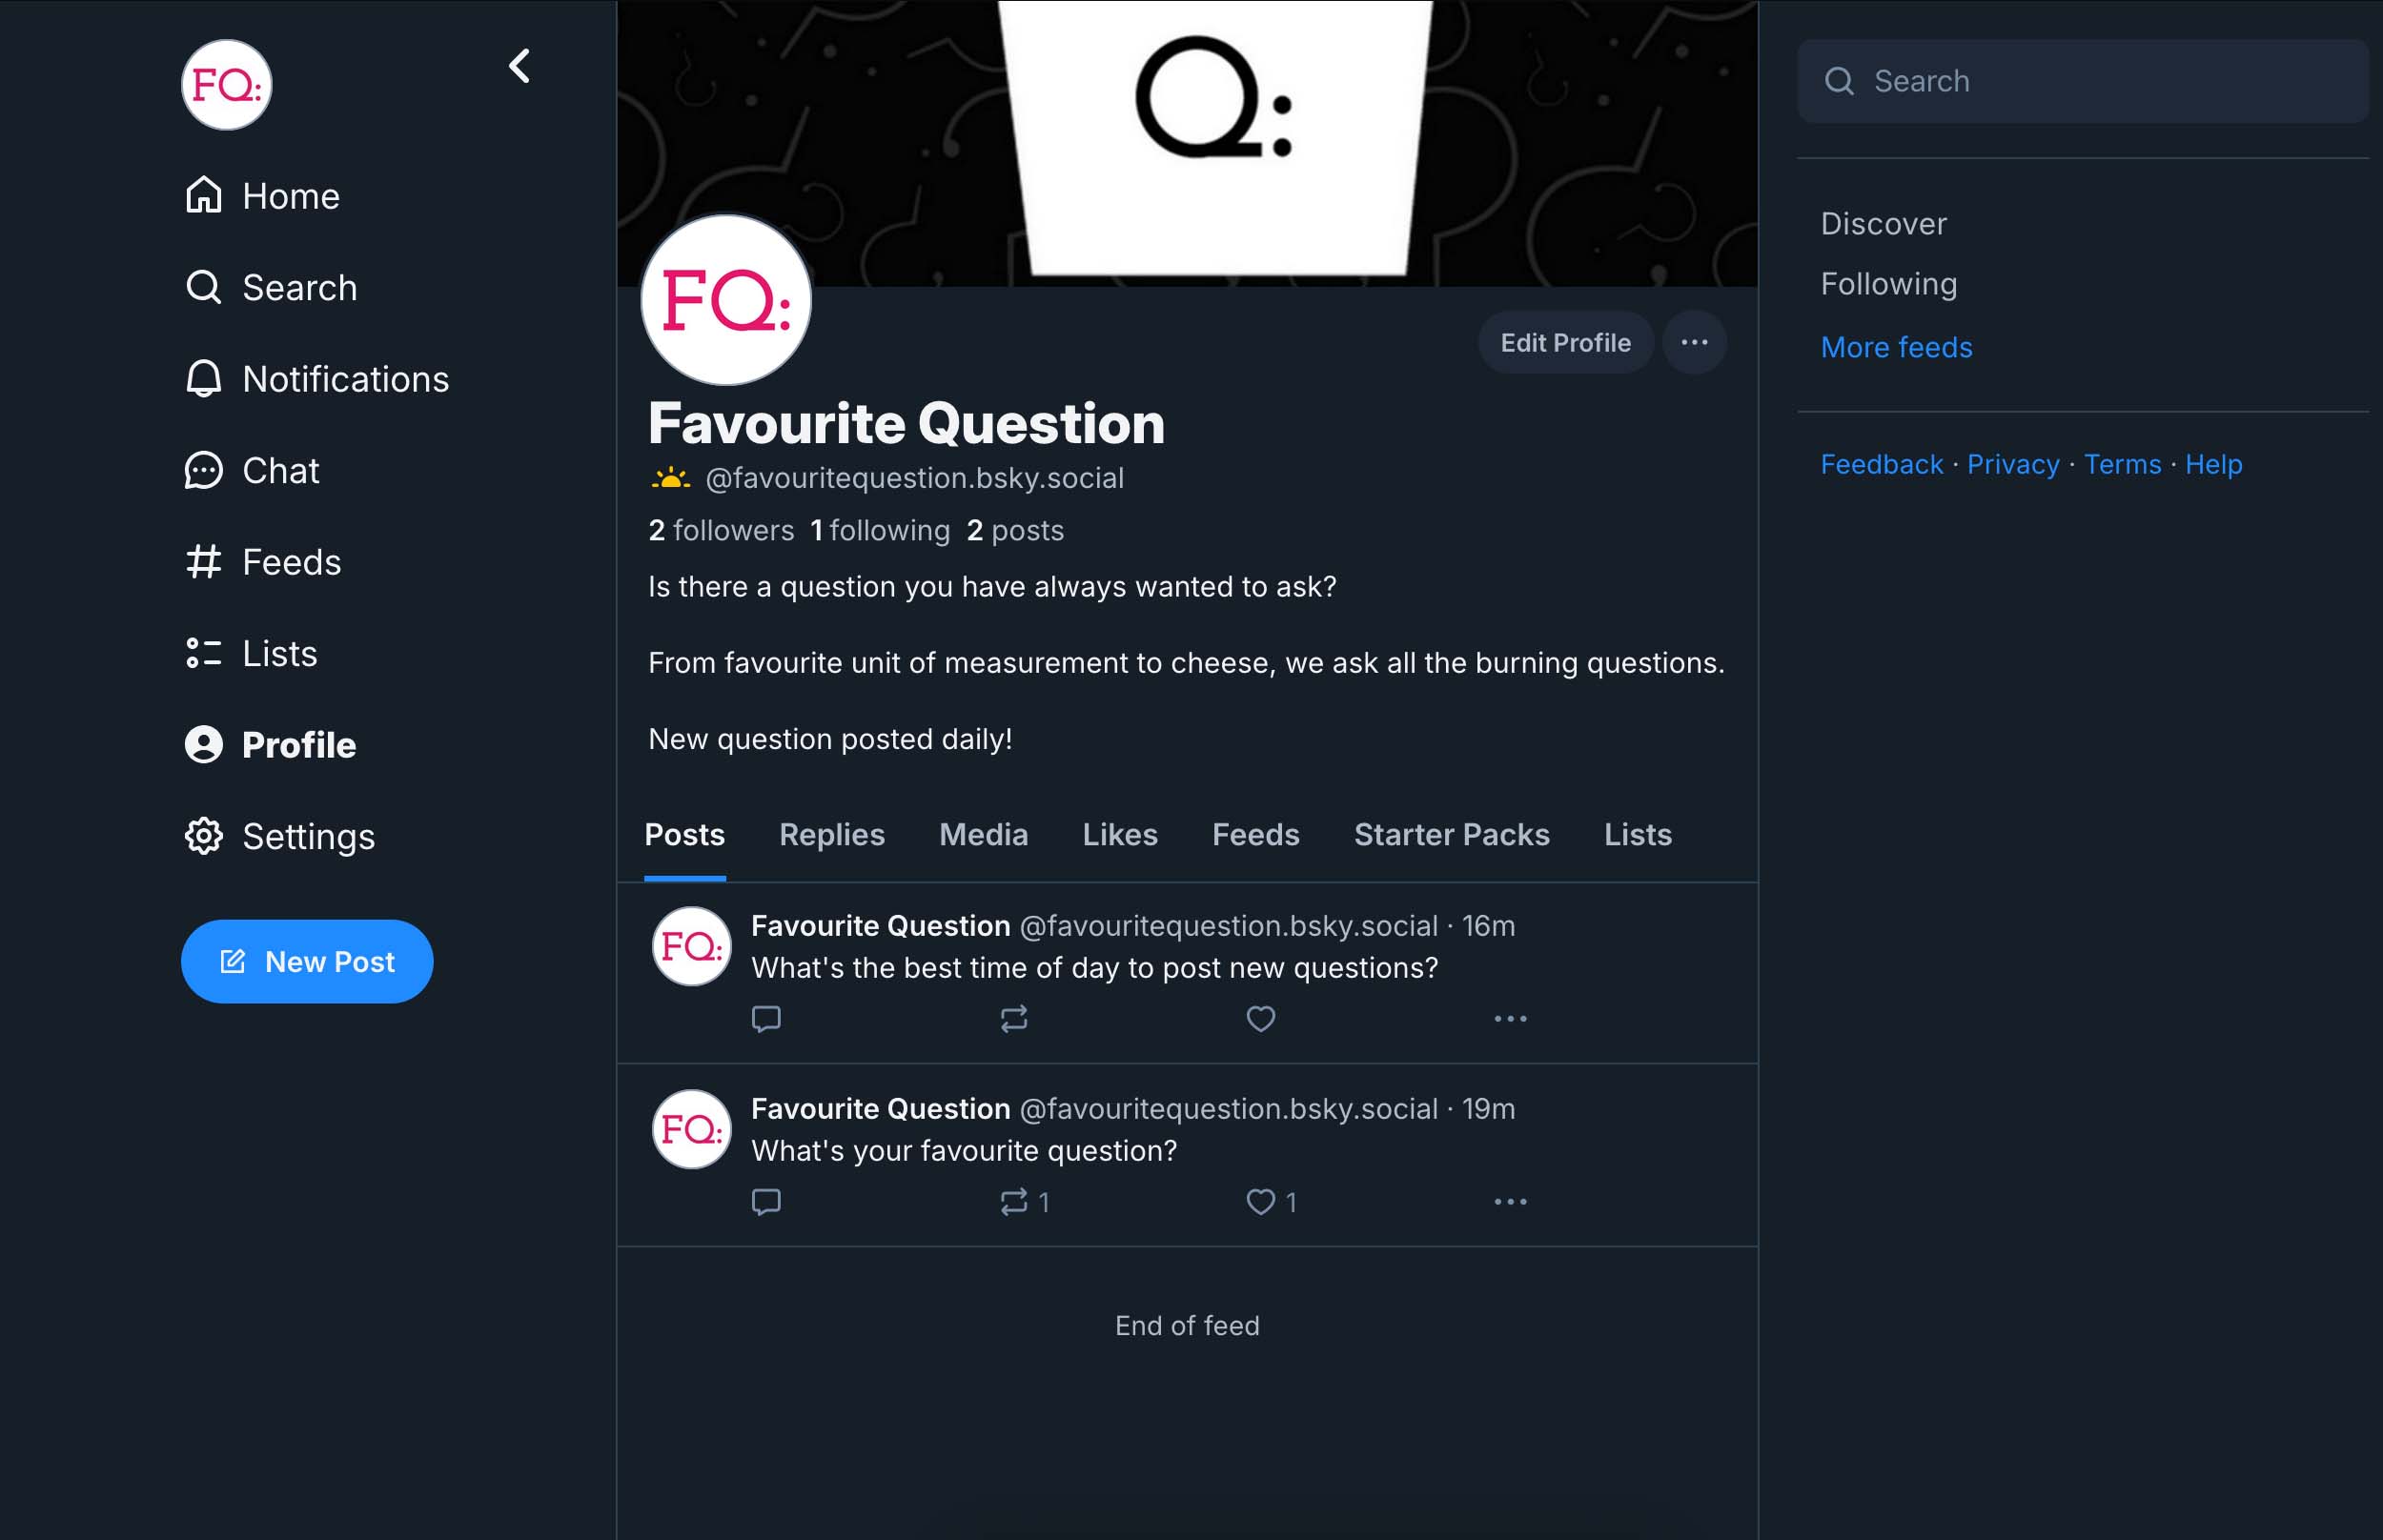 FQ:
Home
Search
Notifications
Chat
Feeds
Lists
Profile
Settings
New Post
Q:
FQ:
Edit Profile
Favourite Question
@favouritequestion.bsky.social
2 followers 1 following 2 posts
Is there a question you have always wanted to ask?
From favourite unit of measurement to cheese, we ask all the burning questions.
New question posted daily!
Posts Replies Media Likes Feeds Starter Packs Lists
FQ:
Favourite Question @favouritequestion.bsky.social · 16m
What's the best time of day to post new questions?
FQ:
Favourite Question @favouritequestion.bsky.social · 19m
What's your favourite question?
1 1
End of feed
Search
Discover
Following
More feeds
Feedback · Privacy · Terms · Help